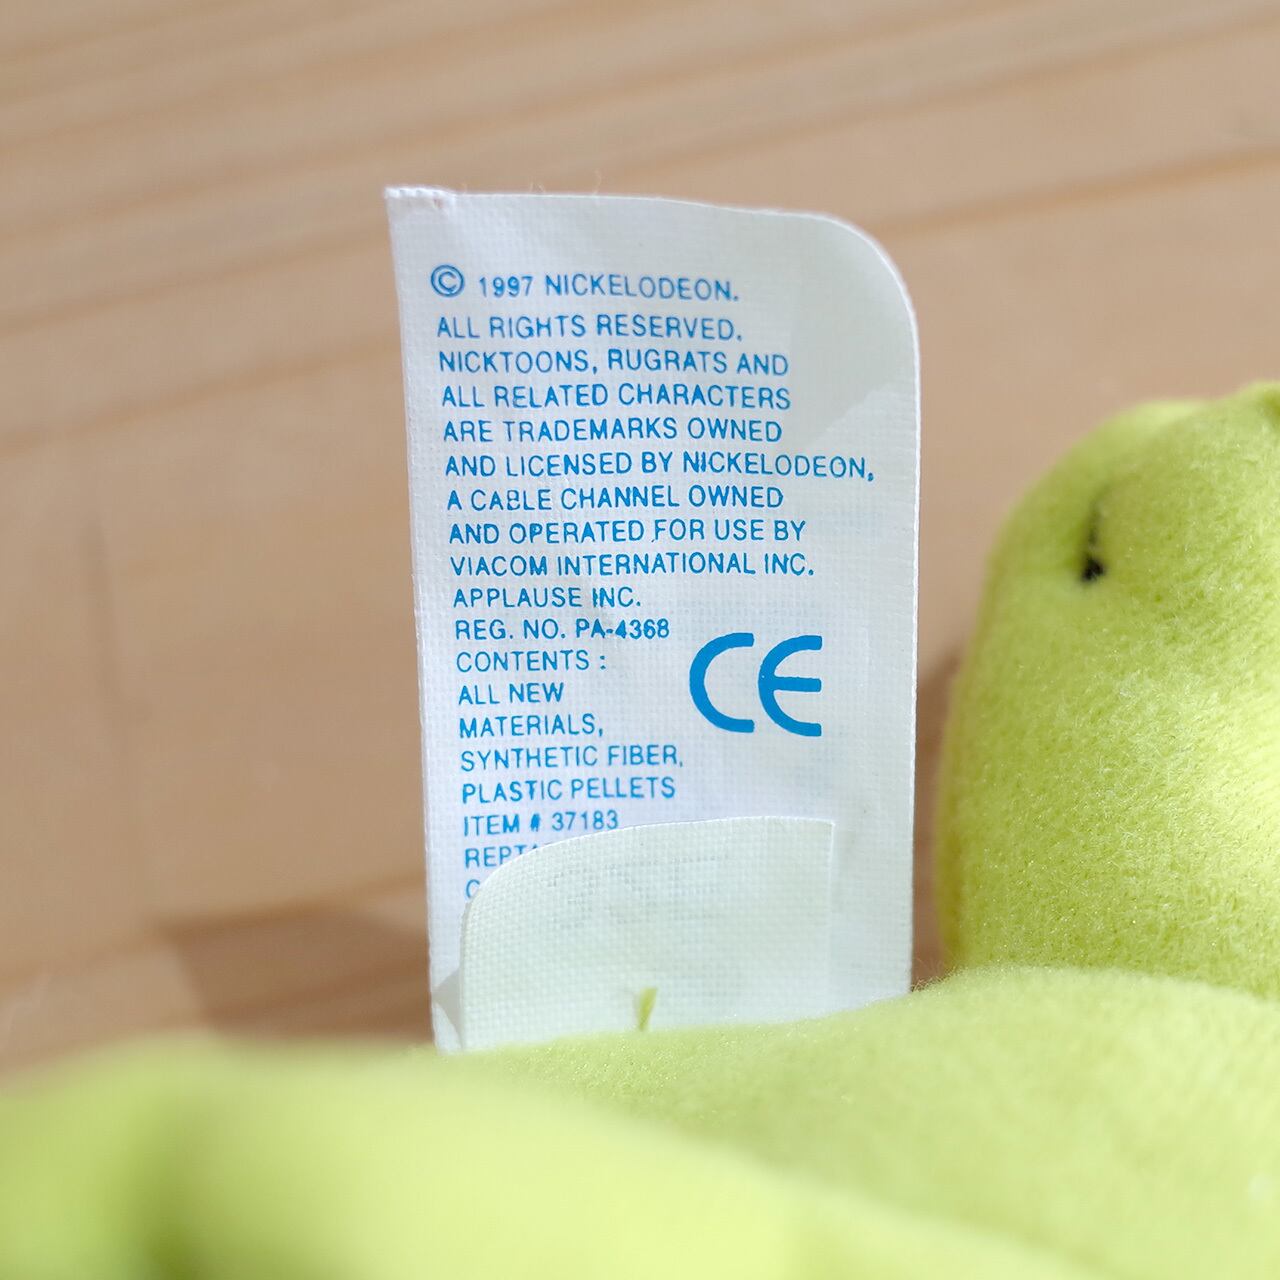 © 1997 NICKELODEON.
ALL RIGHTS RESERVED.
NICKTOONS, RUGRATS AND
ALL RELATED CHARACTERS
ARE TRADEMARKS OWNED
AND LICENSED BY NICKELODEON,
A CABLE CHANNEL OWNED
AND OPERATED FOR USE BY
VIACOM INTERNATIONAL INC.
APPLAUSE INC.
REG. NO. PA-4368
CE
CONTENTS :
ALL NEW
MATERIALS,
SYNTHETIC FIBER,
PLASTIC PELLETS
ITEM # 37183